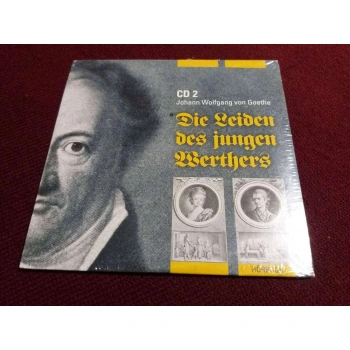 CD 2
Johann Wolfgang von Goethe
Die Leiden
des jungen
Werthers